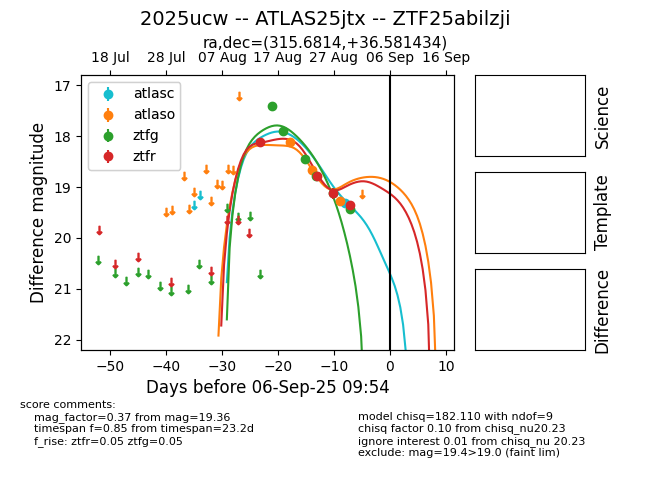 2025ucw -- ATLAS25jtx -- ZTF25abilzji
ra,dec=(315.6814,+36.581434)
18 Jul 28 Jul 07 Aug 17 Aug 27 Aug 06 Sep 16 Sep
17
18
19
20
21
22
Difference magnitude
atlasc
atlaso
ztfg
ztfr
−50 −40 −30 −20 −10 0 10
Days before 06-Sep-25 09:54
Science
Template
Difference
score comments:
mag_factor=0.37 from mag=19.36
timespan f=0.85 from timespan=23.2d
f_rise: ztfr=0.05 ztfg=0.05
model chisq=182.110 with ndof=9
chisq factor 0.10 from chisq_nu20.23
ignore interest 0.01 from chisq_nu 20.23
exclude: mag=19.4>19.0 (faint lim)